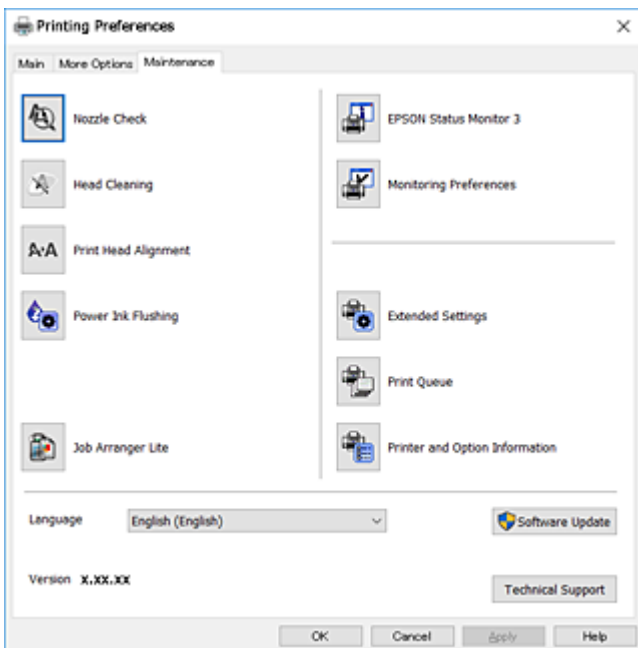 Printing Preferences
Main More Options Maintenance
Nozzle Check
EPSON Status Monitor 3
Head Cleaning
Monitoring Preferences
A·A Print Head Alignment
Power Ink Flushing
Extended Settings
Print Queue
Job Arranger Lite
Printer and Option Information
Language English (English)
Software Update
Version X.XX.XX
Technical Support
OK Cancel Apply Help